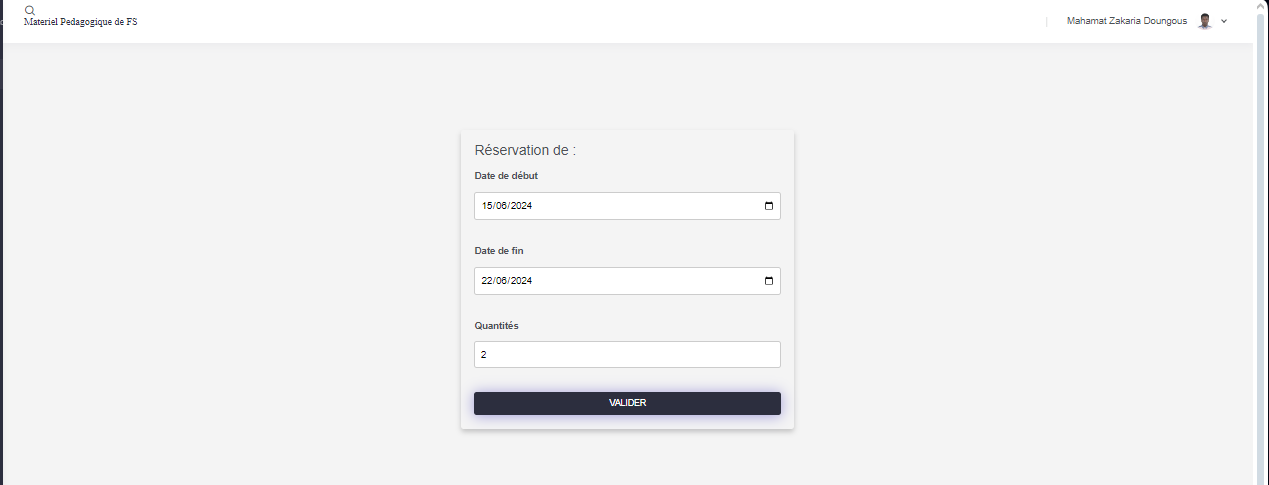 Materiel Pedagogique de FS
Mahamat Zakaria Doungous
Réservation de :
Date de début
15/06/2024
Date de fin
22/06/2024
Quantités
2
VALIDER